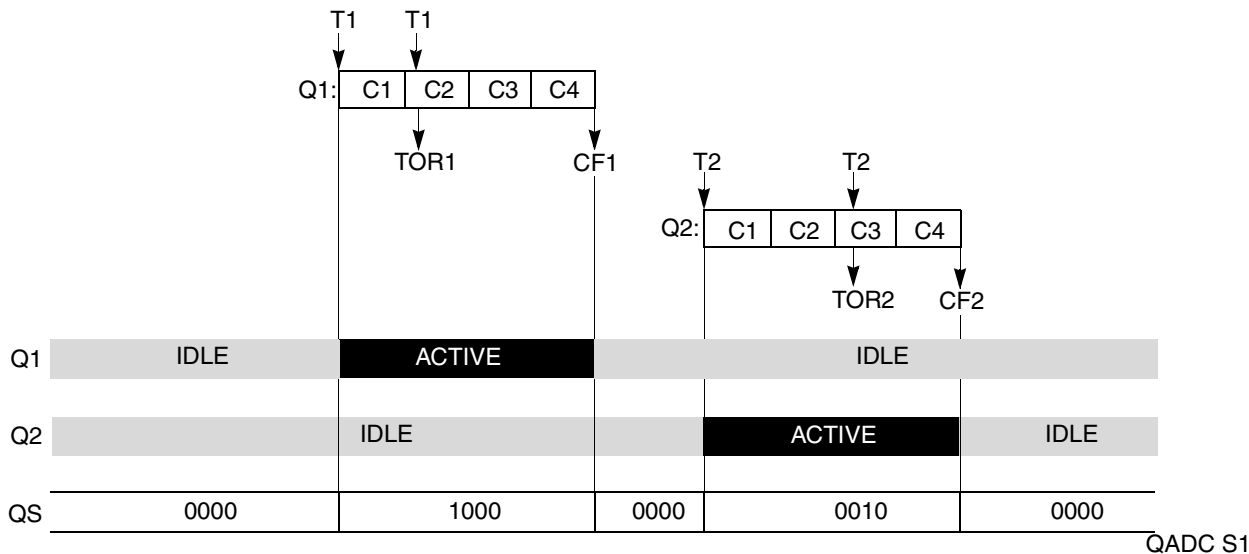 T1 T1
Q1: C1 C2 C3 C4
TOR1 CF1 T2 T2
Q2: C1 C2 C3 C4
TOR2 CF2
Q1 IDLE ACTIVE IDLE
Q2 IDLE ACTIVE IDLE
QS 0000 1000 0000 0010 0000
QADC S1